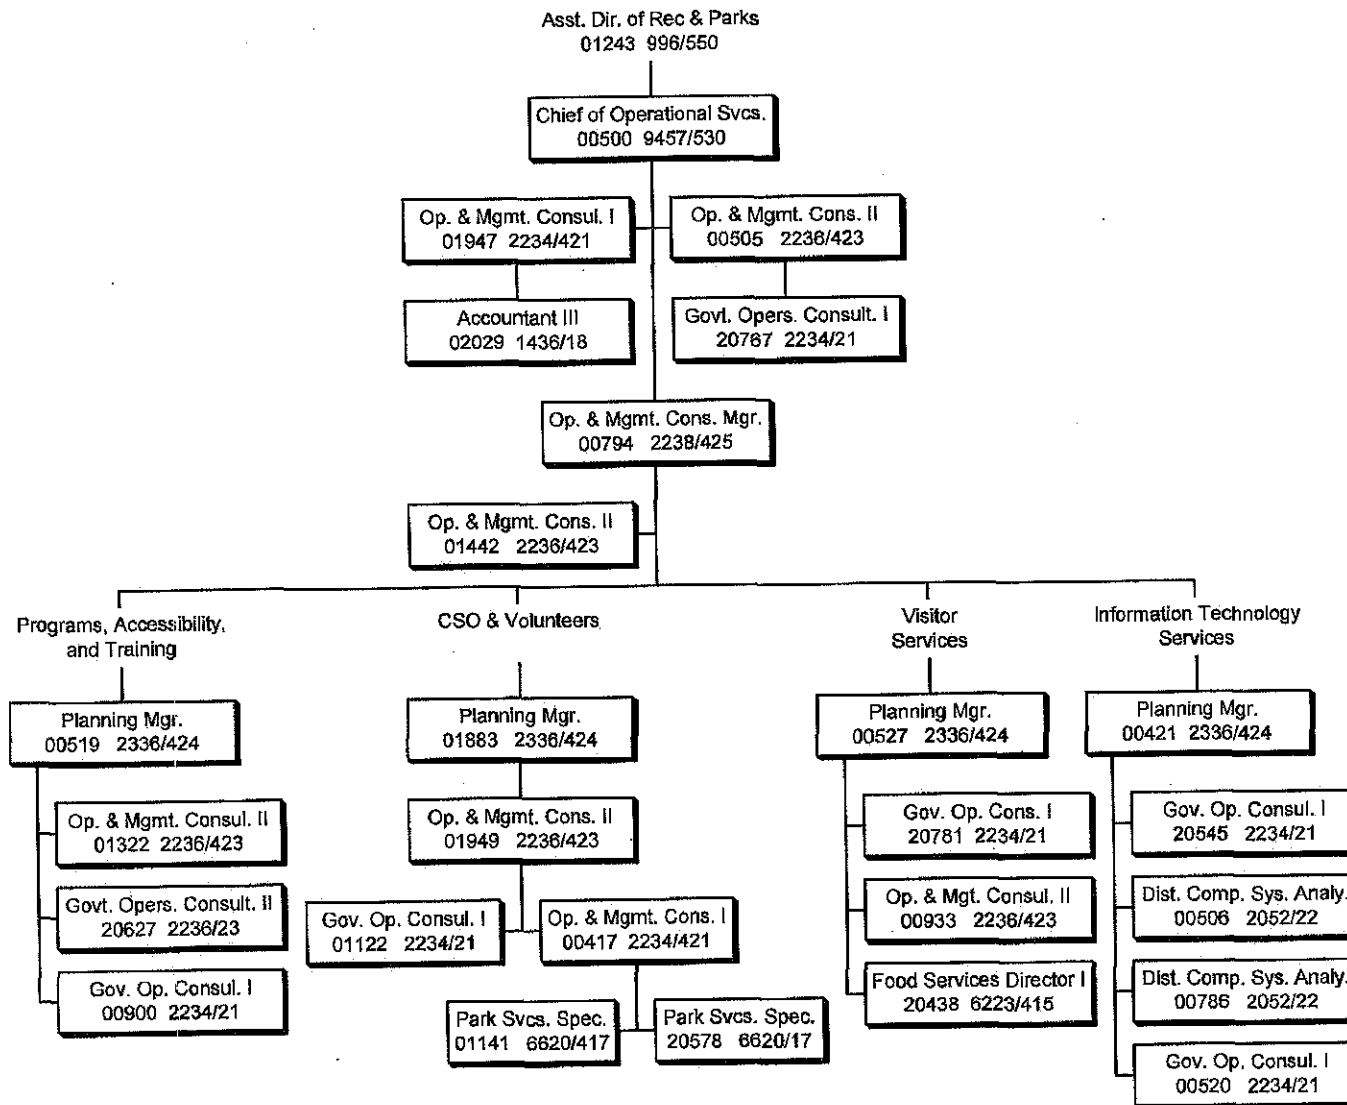 Asst. Dir. of Rec & Parks
01243 996/550
Chief of Operational Svcs.
00500 9457/530
Op. & Mgmt. Consul. I
01947 2234/421
Op. & Mgmt. Cons. II
00505 2236/423
Accountant III
02029 1436/18
Govt. Opers. Consult. I
20767 2234/21
Op. & Mgmt. Cons. Mgr.
00794 2238/425
Op. & Mgmt. Cons. II
01442 2236/423
Programs, Accessibility,
and Training
CSO & Volunteers
Visitor
Services
Information Technology
Services
Planning Mgr.
00519 2336/424
Planning Mgr.
01883 2336/424
Planning Mgr.
00527 2336/424
Planning Mgr.
00421 2336/424
Op. & Mgmt. Consul. II
01322 2236/423
Govt. Opers. Consult. II
20627 2236/23
Gov. Op. Consul. I
00900 2234/21
Op. & Mgmt. Cons. II
01949 2236/423
Gov. Op. Consul. I
01122 2234/21
Op. & Mgmt. Cons. I
00417 2234/421
Park Svcs. Spec.
01141 6620/417
Park Svcs. Spec.
20578 6620/17
Gov. Op. Cons. I
20781 2234/21
Op. & Mgt. Consul. II
00933 2236/423
Food Services Director I
20438 6223/415
Gov. Op. Consul. I
20545 2234/21
Dist. Comp. Sys. Analy.
00506 2052/22
Dist. Comp. Sys. Analy.
00786 2052/22
Gov. Op. Consul. I
00520 2234/21